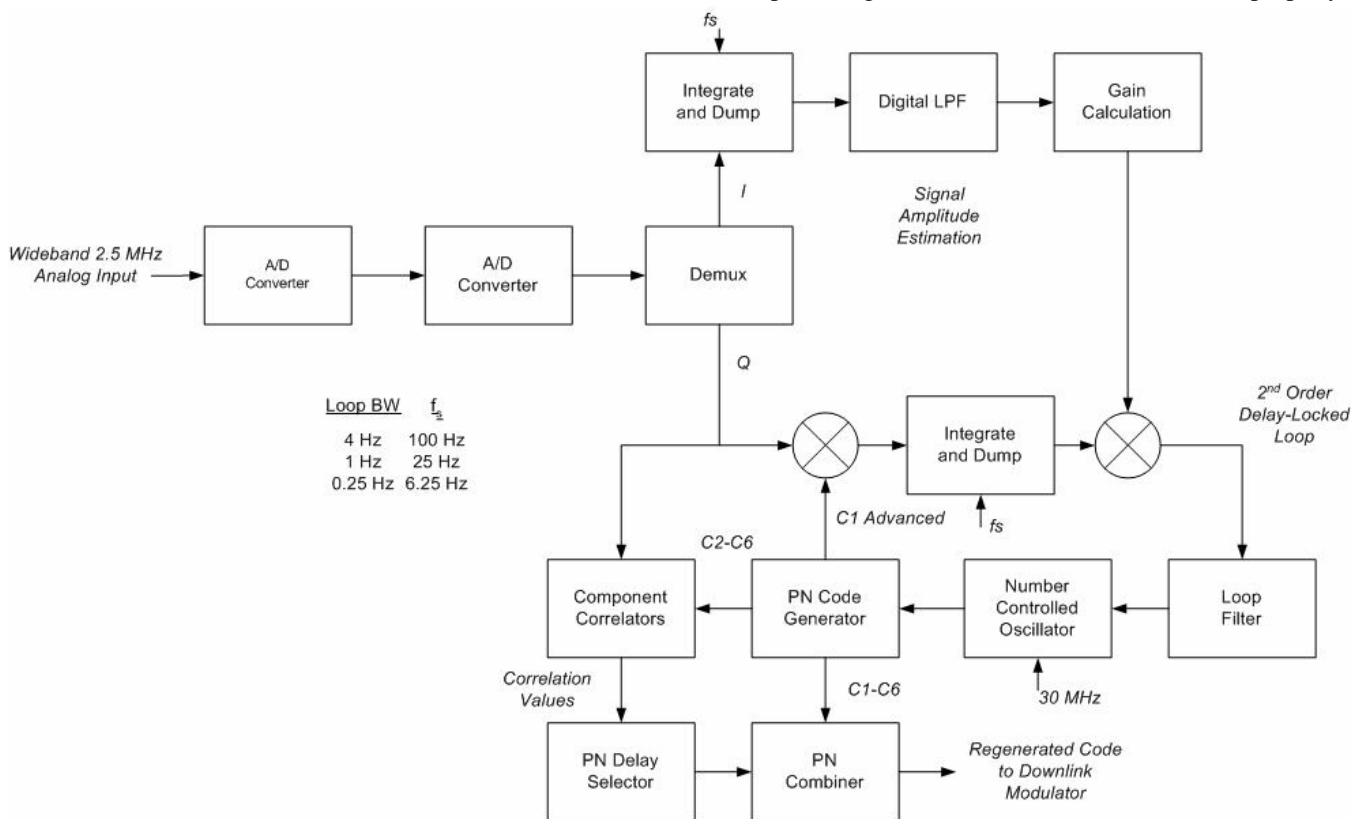 fs
Integrate
and Dump
Digital LPF
Gain
Calculation
I
Signal
Amplitude
Estimation
Wideband 2.5 MHz
Analog Input
A/D
Converter
A/D
Converter
Demux
Q
Loop BW fs
4 Hz 100 Hz
1 Hz 25 Hz
0.25 Hz 6.25 Hz
Integrate
and Dump
2nd Order
Delay-Locked
Loop
C1 Advanced
fs
C2-C6
Component
Correlators
PN Code
Generator
Number
Controlled
Oscillator
Loop
Filter
Correlation
Values
C1-C6
30 MHz
PN Delay
Selector
PN
Combiner
Regenerated Code
to Downlink
Modulator